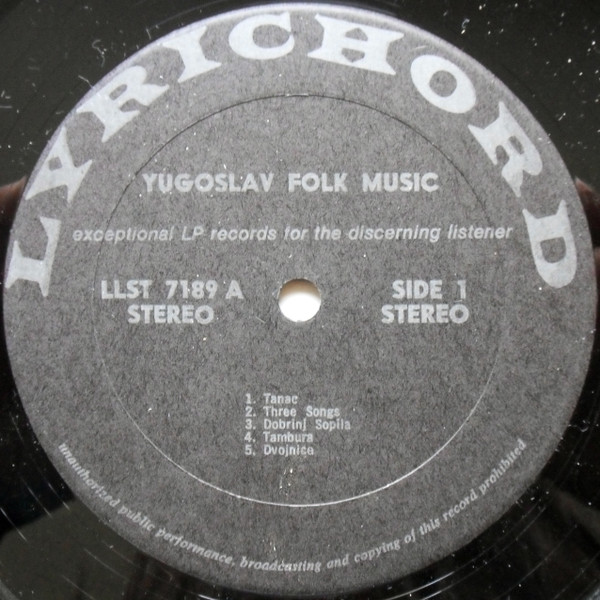 LYRICHORD
YUGOSLAV FOLK MUSIC
exceptional LP records for the discerning listener
LLST 7189 A SIDE 1
STEREO STEREO
1. Tanac
2. Three Songs
3. Dobrinj Sopila
4. Tambura
5. Dvojnice
unauthorized public performance, broadcasting and copying of this record prohibited